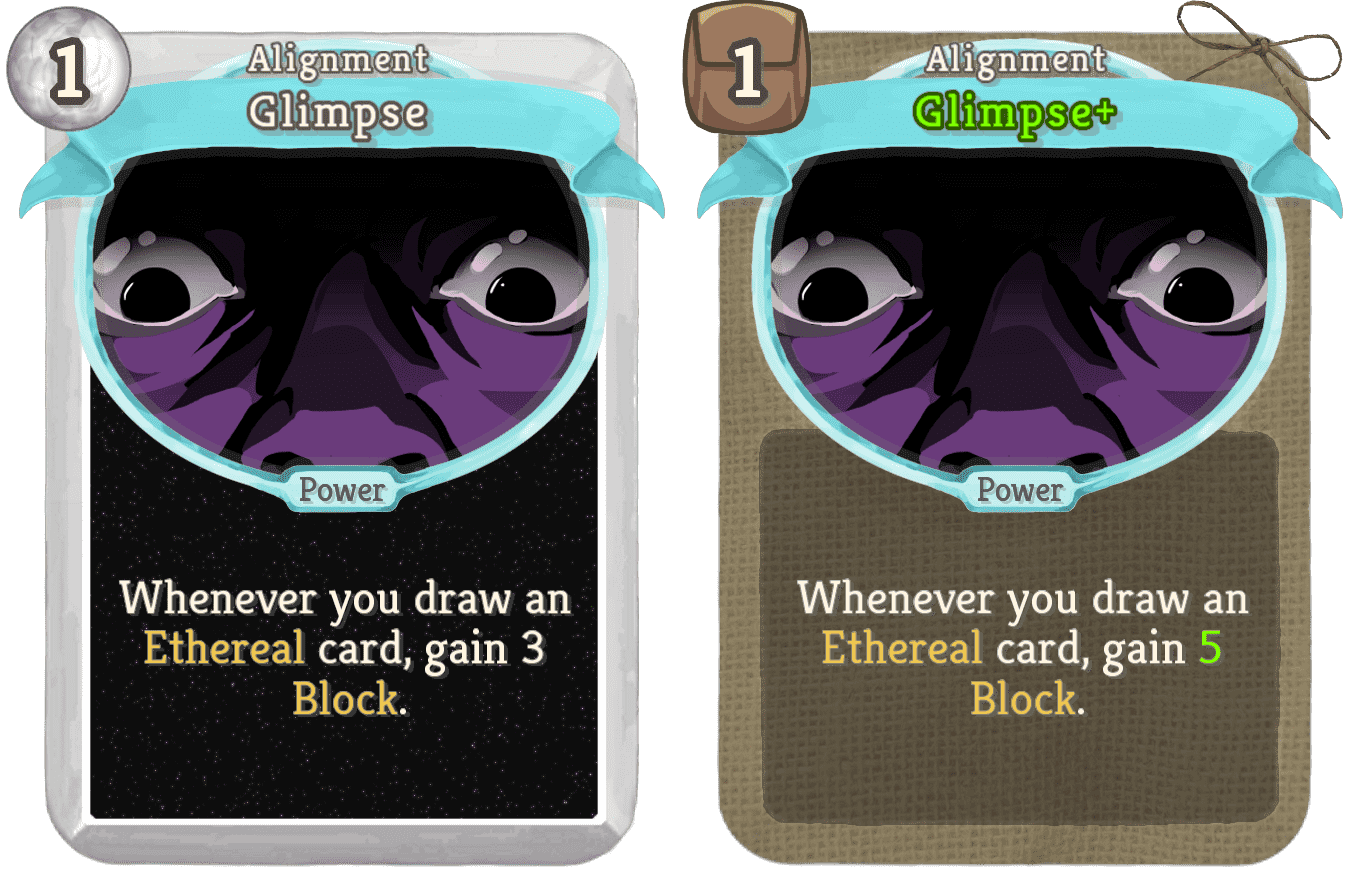 1
Alignment
Glimpse
Power
Whenever you draw an
Ethereal card, gain 3
Block.
1
Alignment
Glimpse+
Power
Whenever you draw an
Ethereal card, gain 5
Block.